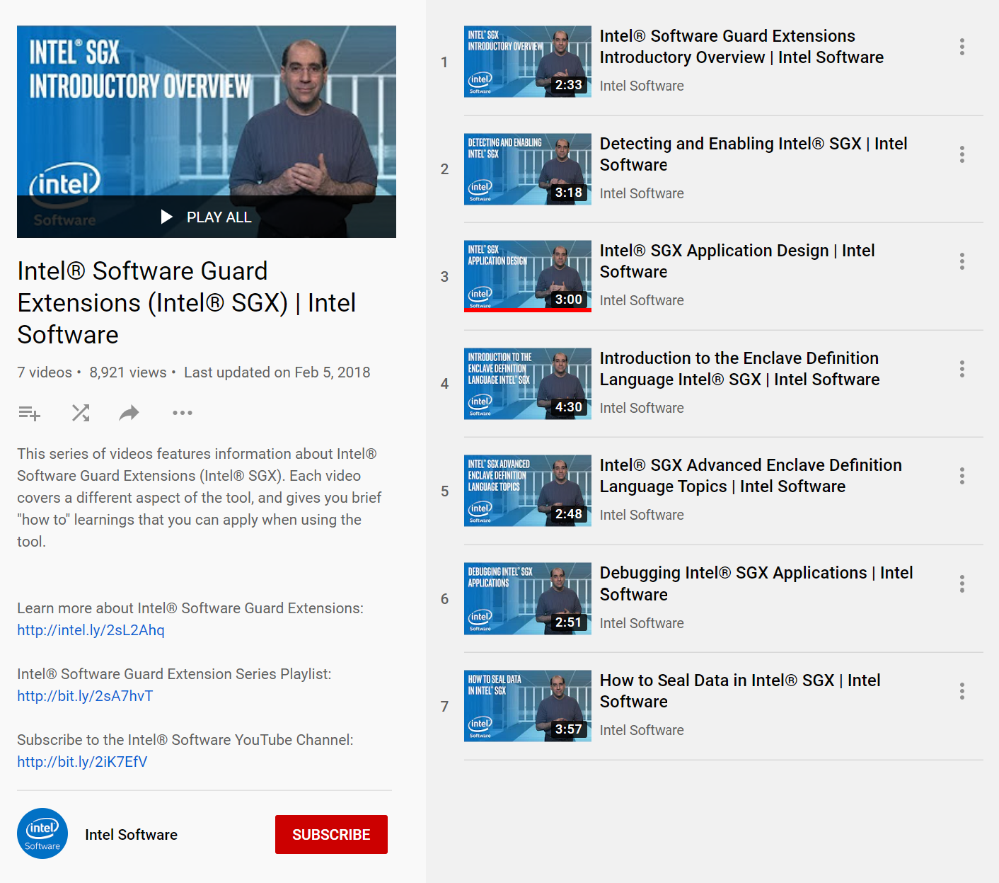 INTEL® SGX
INTRODUCTORY OVERVIEW
intel
Software
PLAY ALL
Intel® Software Guard
Extensions (Intel® SGX) | Intel
Software
7 videos • 8,921 views • Last updated on Feb 5, 2018
This series of videos features information about Intel®
Software Guard Extensions (Intel® SGX). Each video
covers a different aspect of the tool, and gives you brief
"how to" learnings that you can apply when using the
tool.
Learn more about Intel® Software Guard Extensions:
http://intel.ly/2sL2Ahq
Intel® Software Guard Extension Series Playlist:
http://bit.ly/2sA7hvT
Subscribe to the Intel® Software YouTube Channel:
http://bit.ly/2iK7EfV
intel
Software
Intel Software
SUBSCRIBE
1
INTEL® SGX
INTRODUCTORY OVERVIEW
intel
Software
2:33
Intel® Software Guard Extensions
Introductory Overview | Intel Software
Intel Software
2
DETECTING AND ENABLING
INTEL® SGX
intel
Software
3:18
Detecting and Enabling Intel® SGX | Intel
Software
Intel Software
3
INTEL® SGX
APPLICATION DESIGN
intel
Software
3:00
Intel® SGX Application Design | Intel
Software
Intel Software
4
INTRODUCTION TO THE
ENCLAVE DEFINITION
LANGUAGE INTEL® SGX
intel
Software
4:30
Introduction to the Enclave Definition
Language Intel® SGX | Intel Software
Intel Software
5
INTEL® SGX ADVANCED
ENCLAVE DEFINITION
LANGUAGE TOPICS
intel
Software
2:48
Intel® SGX Advanced Enclave Definition
Language Topics | Intel Software
Intel Software
6
DEBUGGING INTEL® SGX
APPLICATIONS
intel
Software
2:51
Debugging Intel® SGX Applications | Intel
Software
Intel Software
7
HOW TO SEAL DATA
IN INTEL® SGX
intel
Software
3:57
How to Seal Data in Intel® SGX | Intel
Software
Intel Software